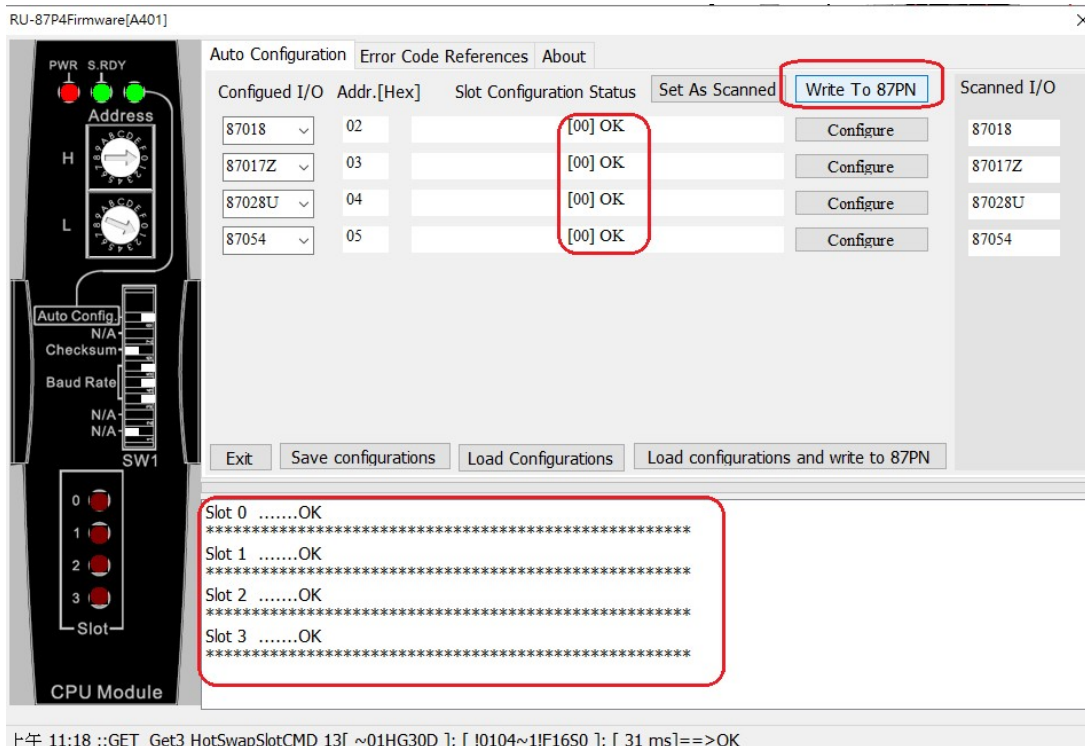 RU-87P4Firmware[A401]
PWR S.RDY
Address
H
L
Auto Config.
N/A
Checksum
Baud Rate
N/A
N/A
SW1
0
1
2
3
Slot
CPU Module
Auto Configuration Error Code References About
Configued I/O Addr.[Hex] Slot Configuration Status Set As Scanned Write To 87PN Scanned I/O
87018 02 [00] OK Configure 87018
87017Z 03 [00] OK Configure 87017Z
87028U 04 [00] OK Configure 87028U
87054 05 [00] OK Configure 87054
Exit Save configurations Load Configurations Load configurations and write to 87PN
Slot 0 .......OK
*****************************************************
Slot 1 .......OK
*****************************************************
Slot 2 .......OK
*****************************************************
Slot 3 .......OK
*****************************************************
上午 11:18 ::GET Get3 HotSwapSlotCMD 13[ ~01HG30D ]; [ !0104~1!F16S0 ]; [ 31 ms]==>OK